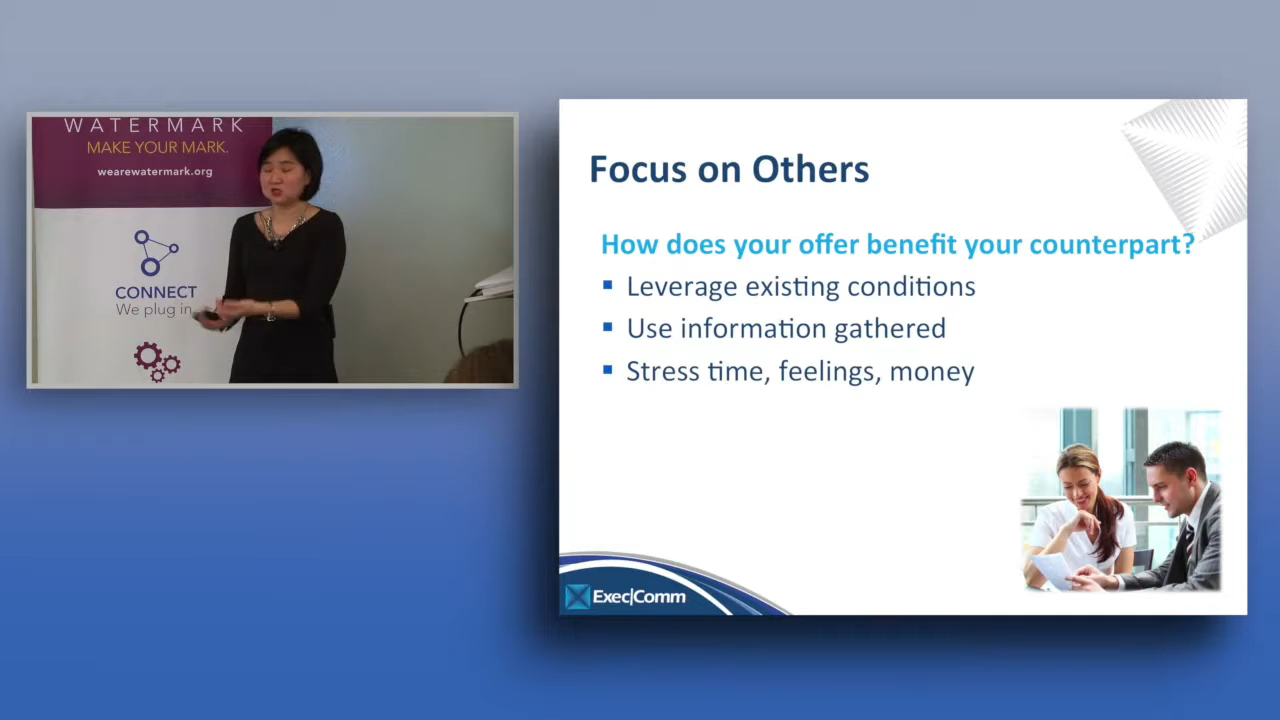 WATERMARK
MAKE YOUR MARK.
wearewatermark.org
CONNECT
We plug in
Focus on Others
How does your offer benefit your counterpart?
▪ Leverage existing conditions
▪ Use information gathered
▪ Stress time, feelings, money
Exec|Comm